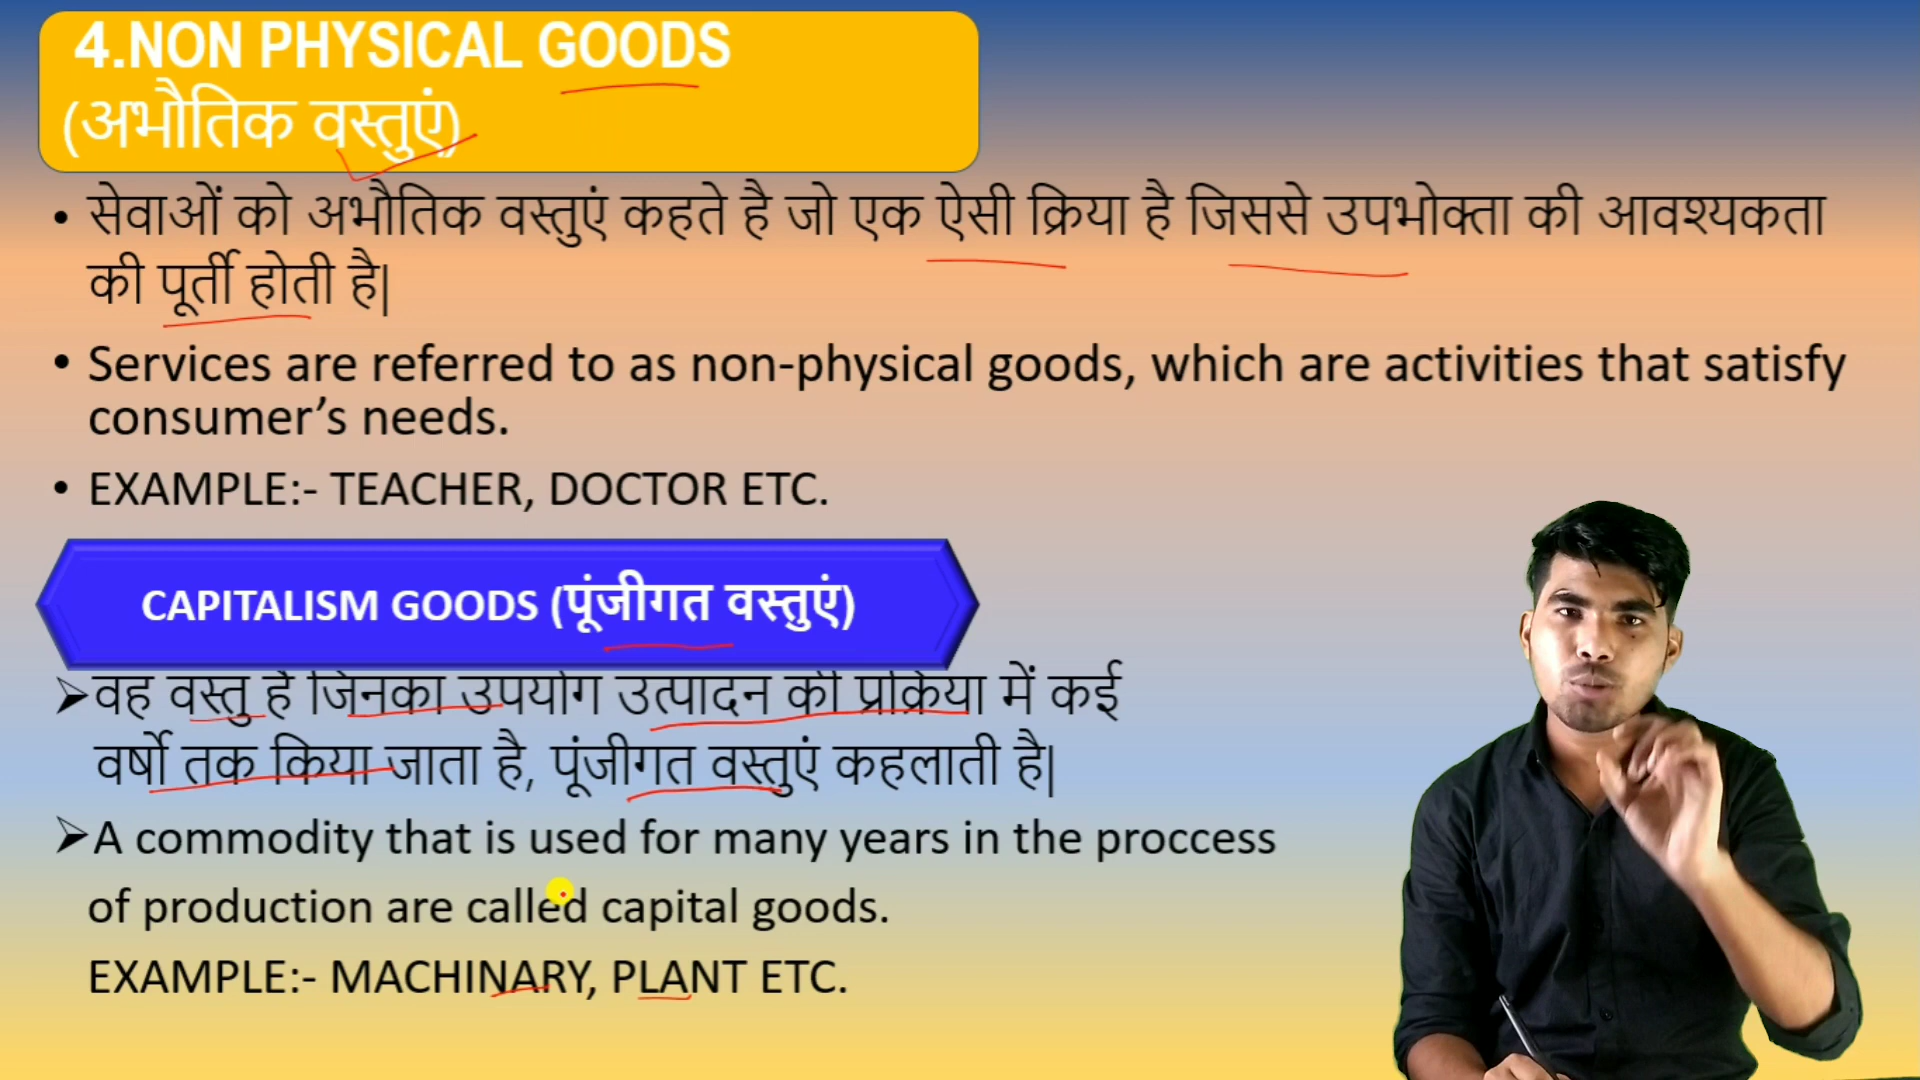 4.NON PHYSICAL GOODS
(अभौतिक वस्तुएं)
• सेवाओं को अभौतिक वस्तुएं कहते है जो एक ऐसी क्रिया है जिससे उपभोक्ता की आवश्यकता
की पूर्ती होती है|
• Services are referred to as non-physical goods, which are activities that satisfy
consumer’s needs.
• EXAMPLE:- TEACHER, DOCTOR ETC.
CAPITALISM GOODS (पूंजीगत वस्तुएं)
➤वह वस्तु है जिनका उपयोग उत्पादन की प्रक्रिया में कई
वर्षो तक किया जाता है, पूंजीगत वस्तुएं कहलाती है|
➤A commodity that is used for many years in the proccess
of production are called capital goods.
EXAMPLE:- MACHINARY, PLANT ETC.